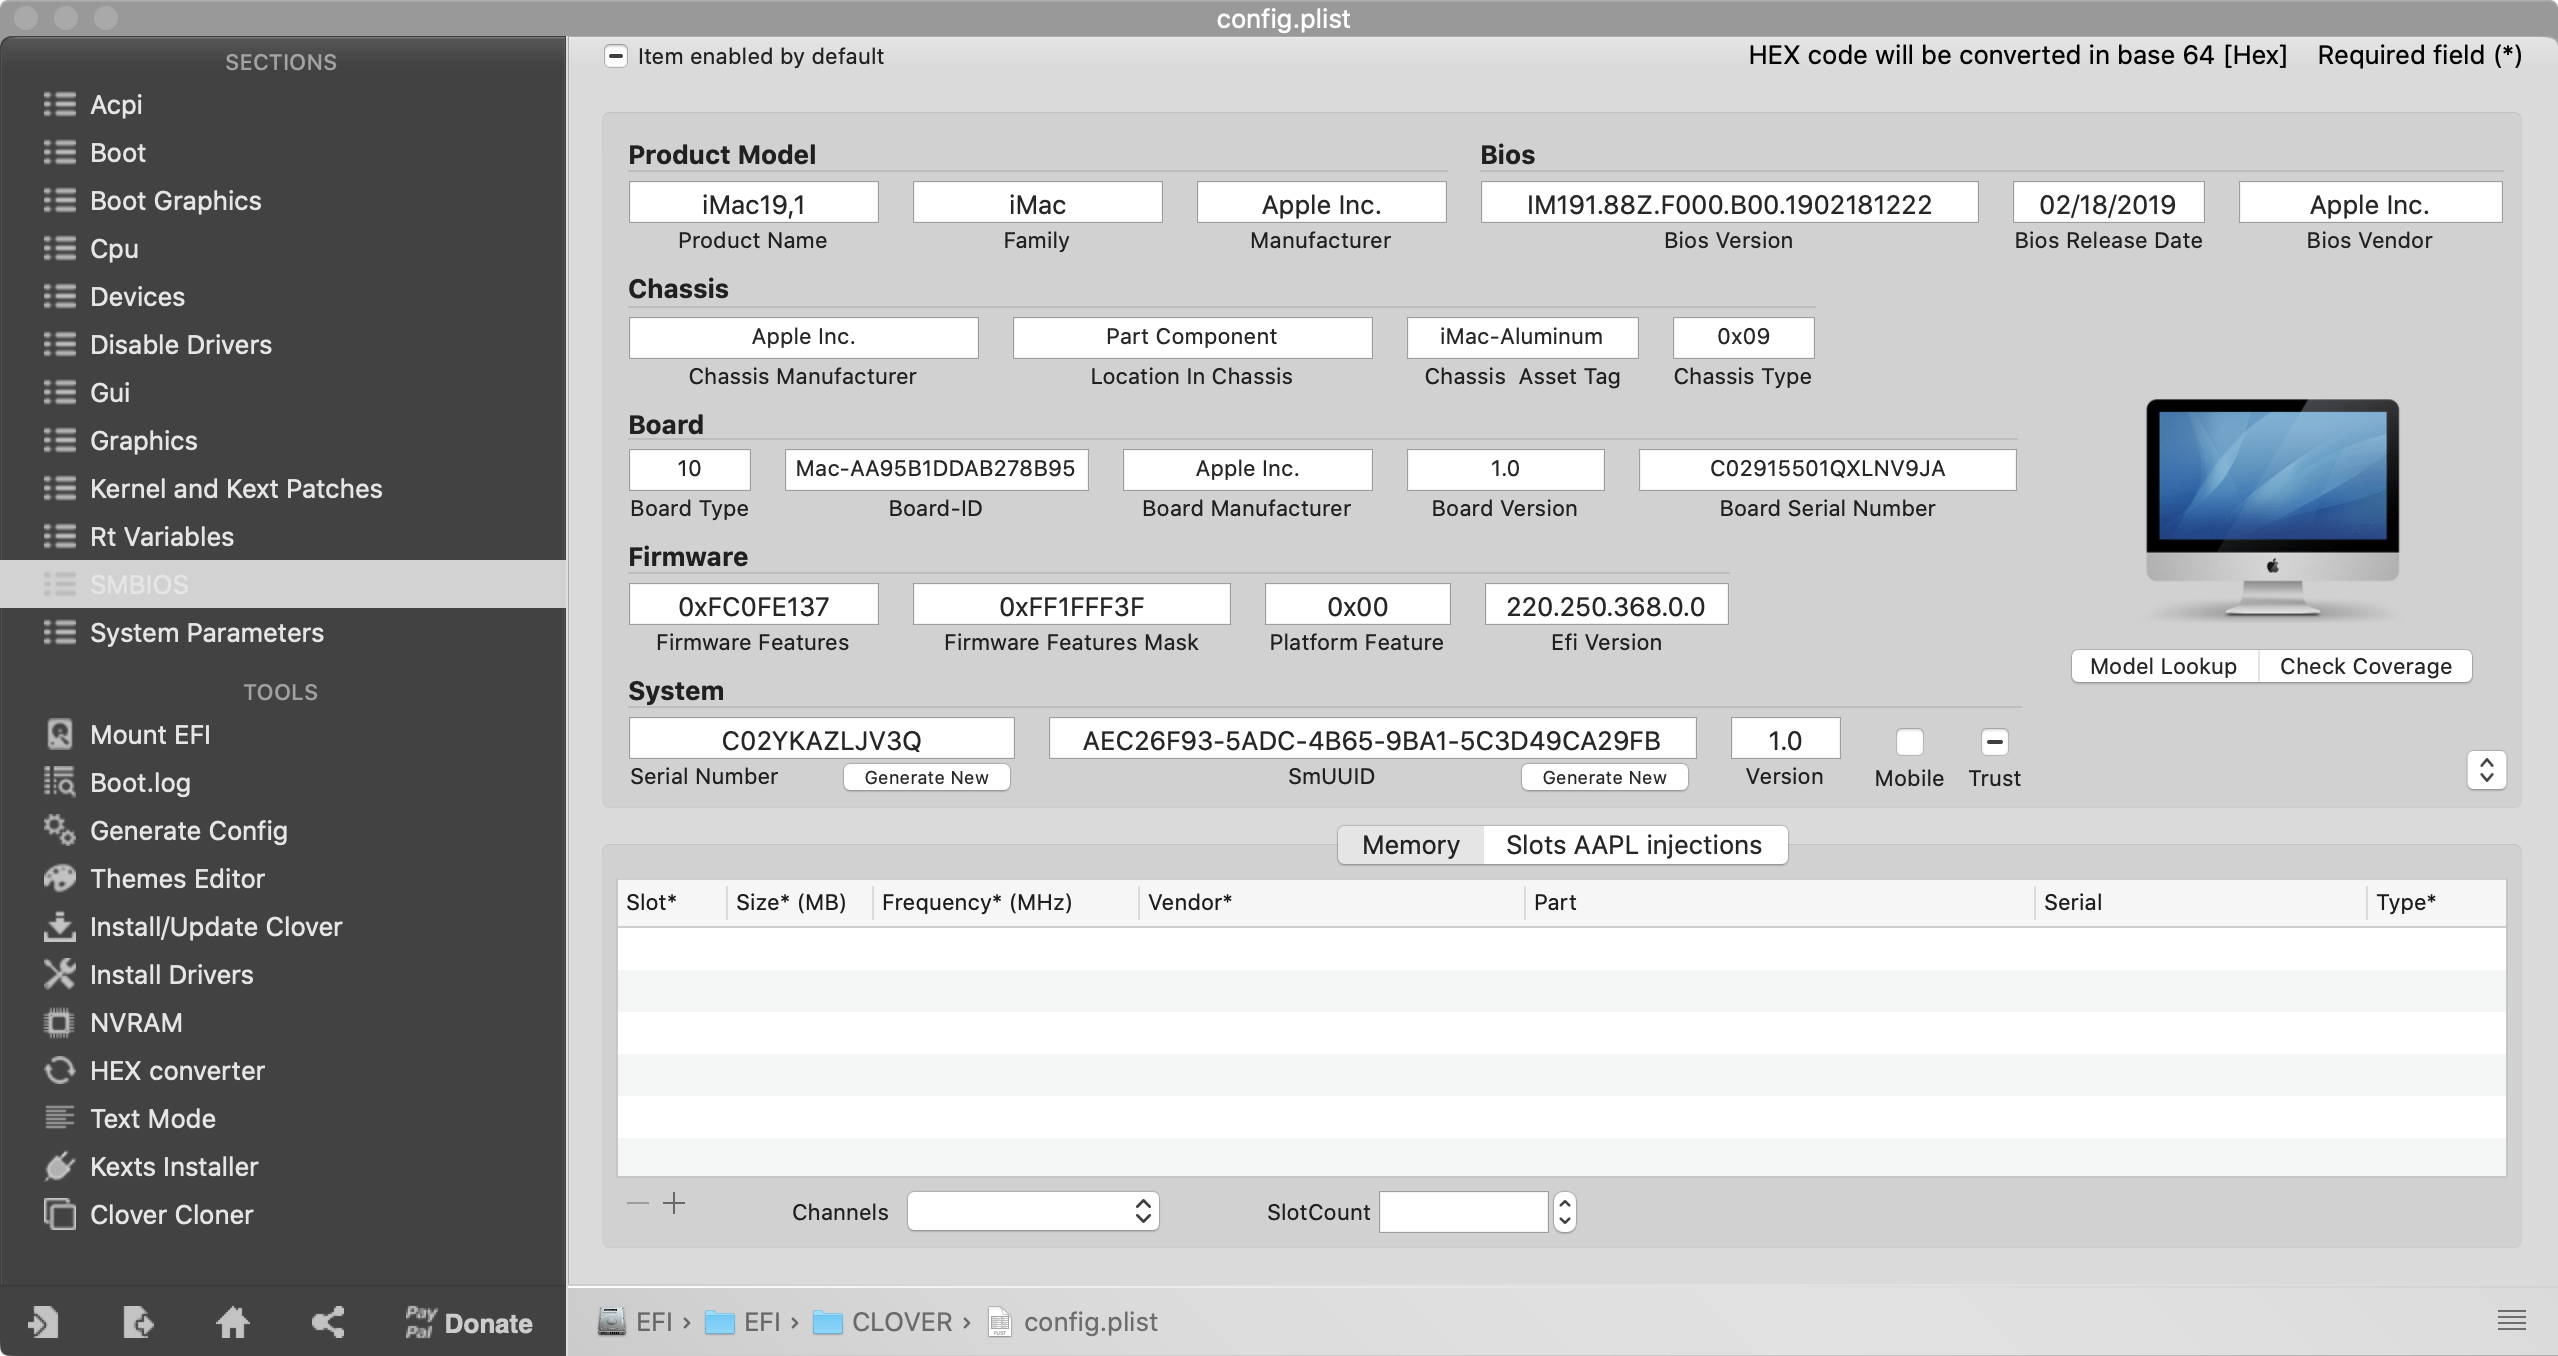 config.plist
SECTIONS
Acpi
Boot
Boot Graphics
Cpu
Devices
Disable Drivers
Gui
Graphics
Kernel and Kext Patches
Rt Variables
SMBIOS
System Parameters
TOOLS
Mount EFI
Boot.log
Generate Config
Themes Editor
Install/Update Clover
Install Drivers
NVRAM
HEX converter
Text Mode
Kexts Installer
Clover Cloner
Pay Pal Donate
Item enabled by default
HEX code will be converted in base 64 [Hex] Required field (*)
Product Model
iMac19,1 iMac Apple Inc.
Product Name Family Manufacturer
Bios
IM191.88Z.F000.B00.1902181222 02/18/2019 Apple Inc.
Bios Version Bios Release Date Bios Vendor
Chassis
Apple Inc. Part Component iMac-Aluminum 0x09
Chassis Manufacturer Location In Chassis Chassis Asset Tag Chassis Type
Board
10 Mac-AA95B1DDAB278B95 Apple Inc. 1.0 C02915501QXLNV9JA
Board Type Board-ID Board Manufacturer Board Version Board Serial Number
Firmware
0xFC0FE137 0xFF1FFF3F 0x00 220.250.368.0.0
Firmware Features Firmware Features Mask Platform Feature Efi Version
Model Lookup Check Coverage
System
C02YKAZLJV3Q AEC26F93-5ADC-4B65-9BA1-5C3D49CA29FB 1.0
Serial Number Generate New SmUUID Generate New Version Mobile Trust
Memory Slots AAPL injections
Slot* Size* (MB) Frequency* (MHz) Vendor* Part Serial Type*
Channels SlotCount
EFI › EFI › CLOVER › config.plist